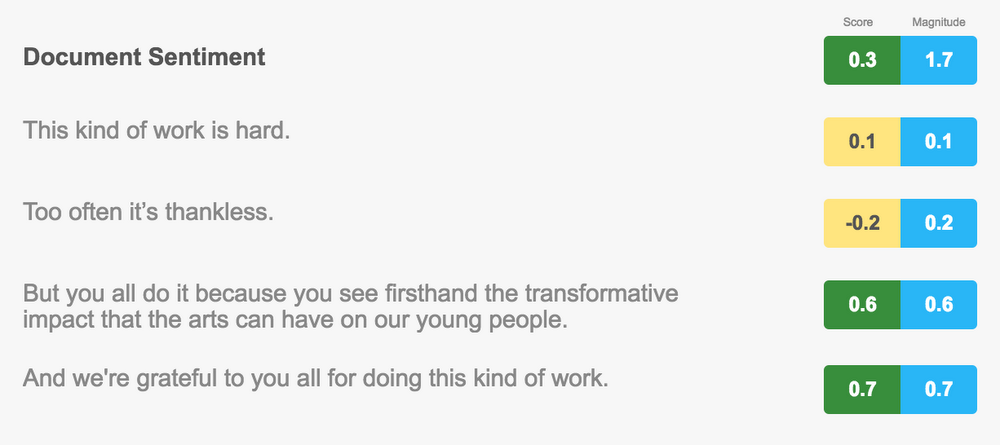 Score Magnitude
Document Sentiment 0.3 1.7
This kind of work is hard. 0.1 0.1
Too often it’s thankless. -0.2 0.2
But you all do it because you see firsthand the transformative
impact that the arts can have on our young people. 0.6 0.6
And we're grateful to you all for doing this kind of work. 0.7 0.7